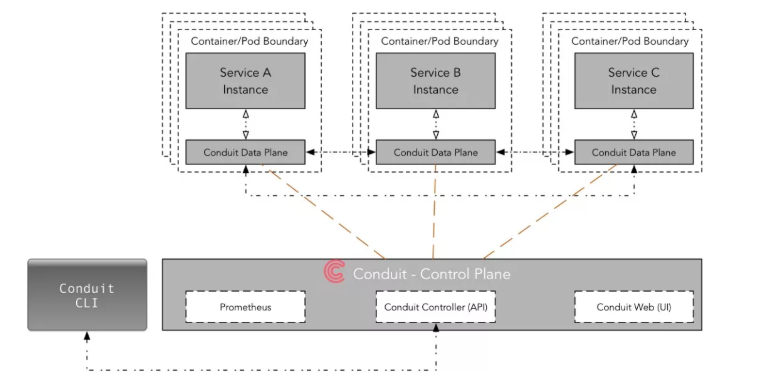 Container/Pod Boundary
Container/Pod Boundary
Container/Pod Boundary
Service A
Instance
Service B
Instance
Service C
Instance
Conduit Data Plane
Conduit Data Plane
Conduit Data Plane
Conduit - Control Plane
Conduit
CLI
Prometheus
Conduit Controller (API)
Conduit Web (UI)